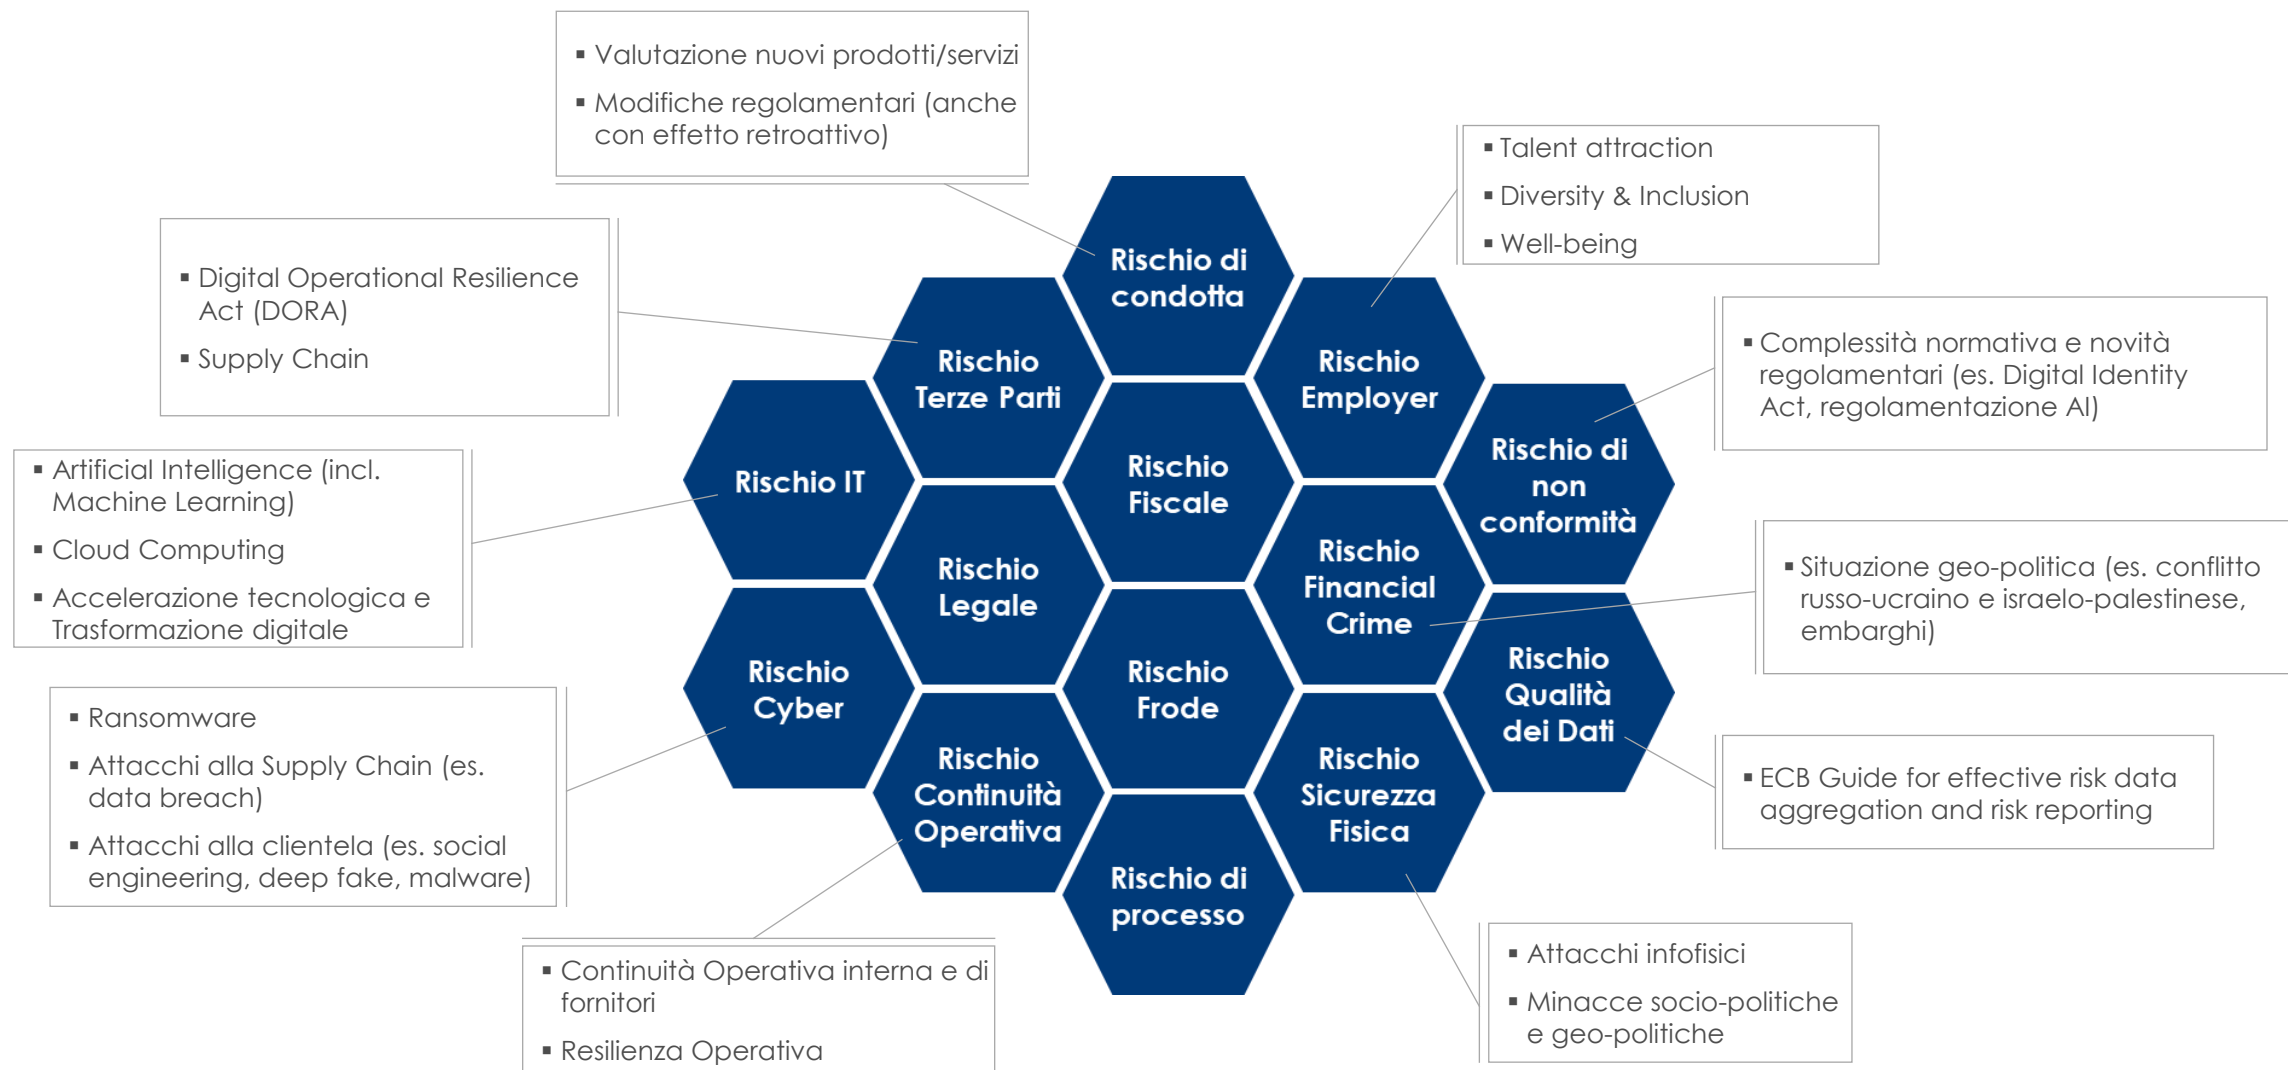 ▪ Valutazione nuovi prodotti/servizi
▪ Modifiche regolamentari (anche
con effetto retroattivo)
▪ Talent attraction
▪ Diversity & Inclusion
▪ Well-being
▪ Digital Operational Resilience
Act (DORA)
▪ Supply Chain
▪ Complessità normativa e novità
regolamentari (es. Digital Identity
Act, regolamentazione AI)
▪ Artificial Intelligence (incl.
Machine Learning)
▪ Cloud Computing
▪ Accelerazione tecnologica e
Trasformazione digitale
▪ Situazione geo-politica (es. conflitto
russo-ucraino e israelo-palestinese,
embarghi)
▪ Ransomware
▪ Attacchi alla Supply Chain (es.
data breach)
▪ Attacchi alla clientela (es. social
engineering, deep fake, malware)
▪ ECB Guide for effective risk data
aggregation and risk reporting
▪ Continuità Operativa interna e di
fornitori
▪ Resilienza Operativa
▪ Attacchi infofisici
▪ Minacce socio-politiche
e geo-politiche
Rischio di
condotta
Rischio
Terze Parti
Rischio
Employer
Rischio IT
Rischio
Fiscale
Rischio di
non
conformità
Rischio
Legale
Rischio
Financial
Crime
Rischio
Cyber
Rischio
Frode
Rischio
Qualità
dei Dati
Rischio
Continuità
Operativa
Rischio
Sicurezza
Fisica
Rischio di
processo